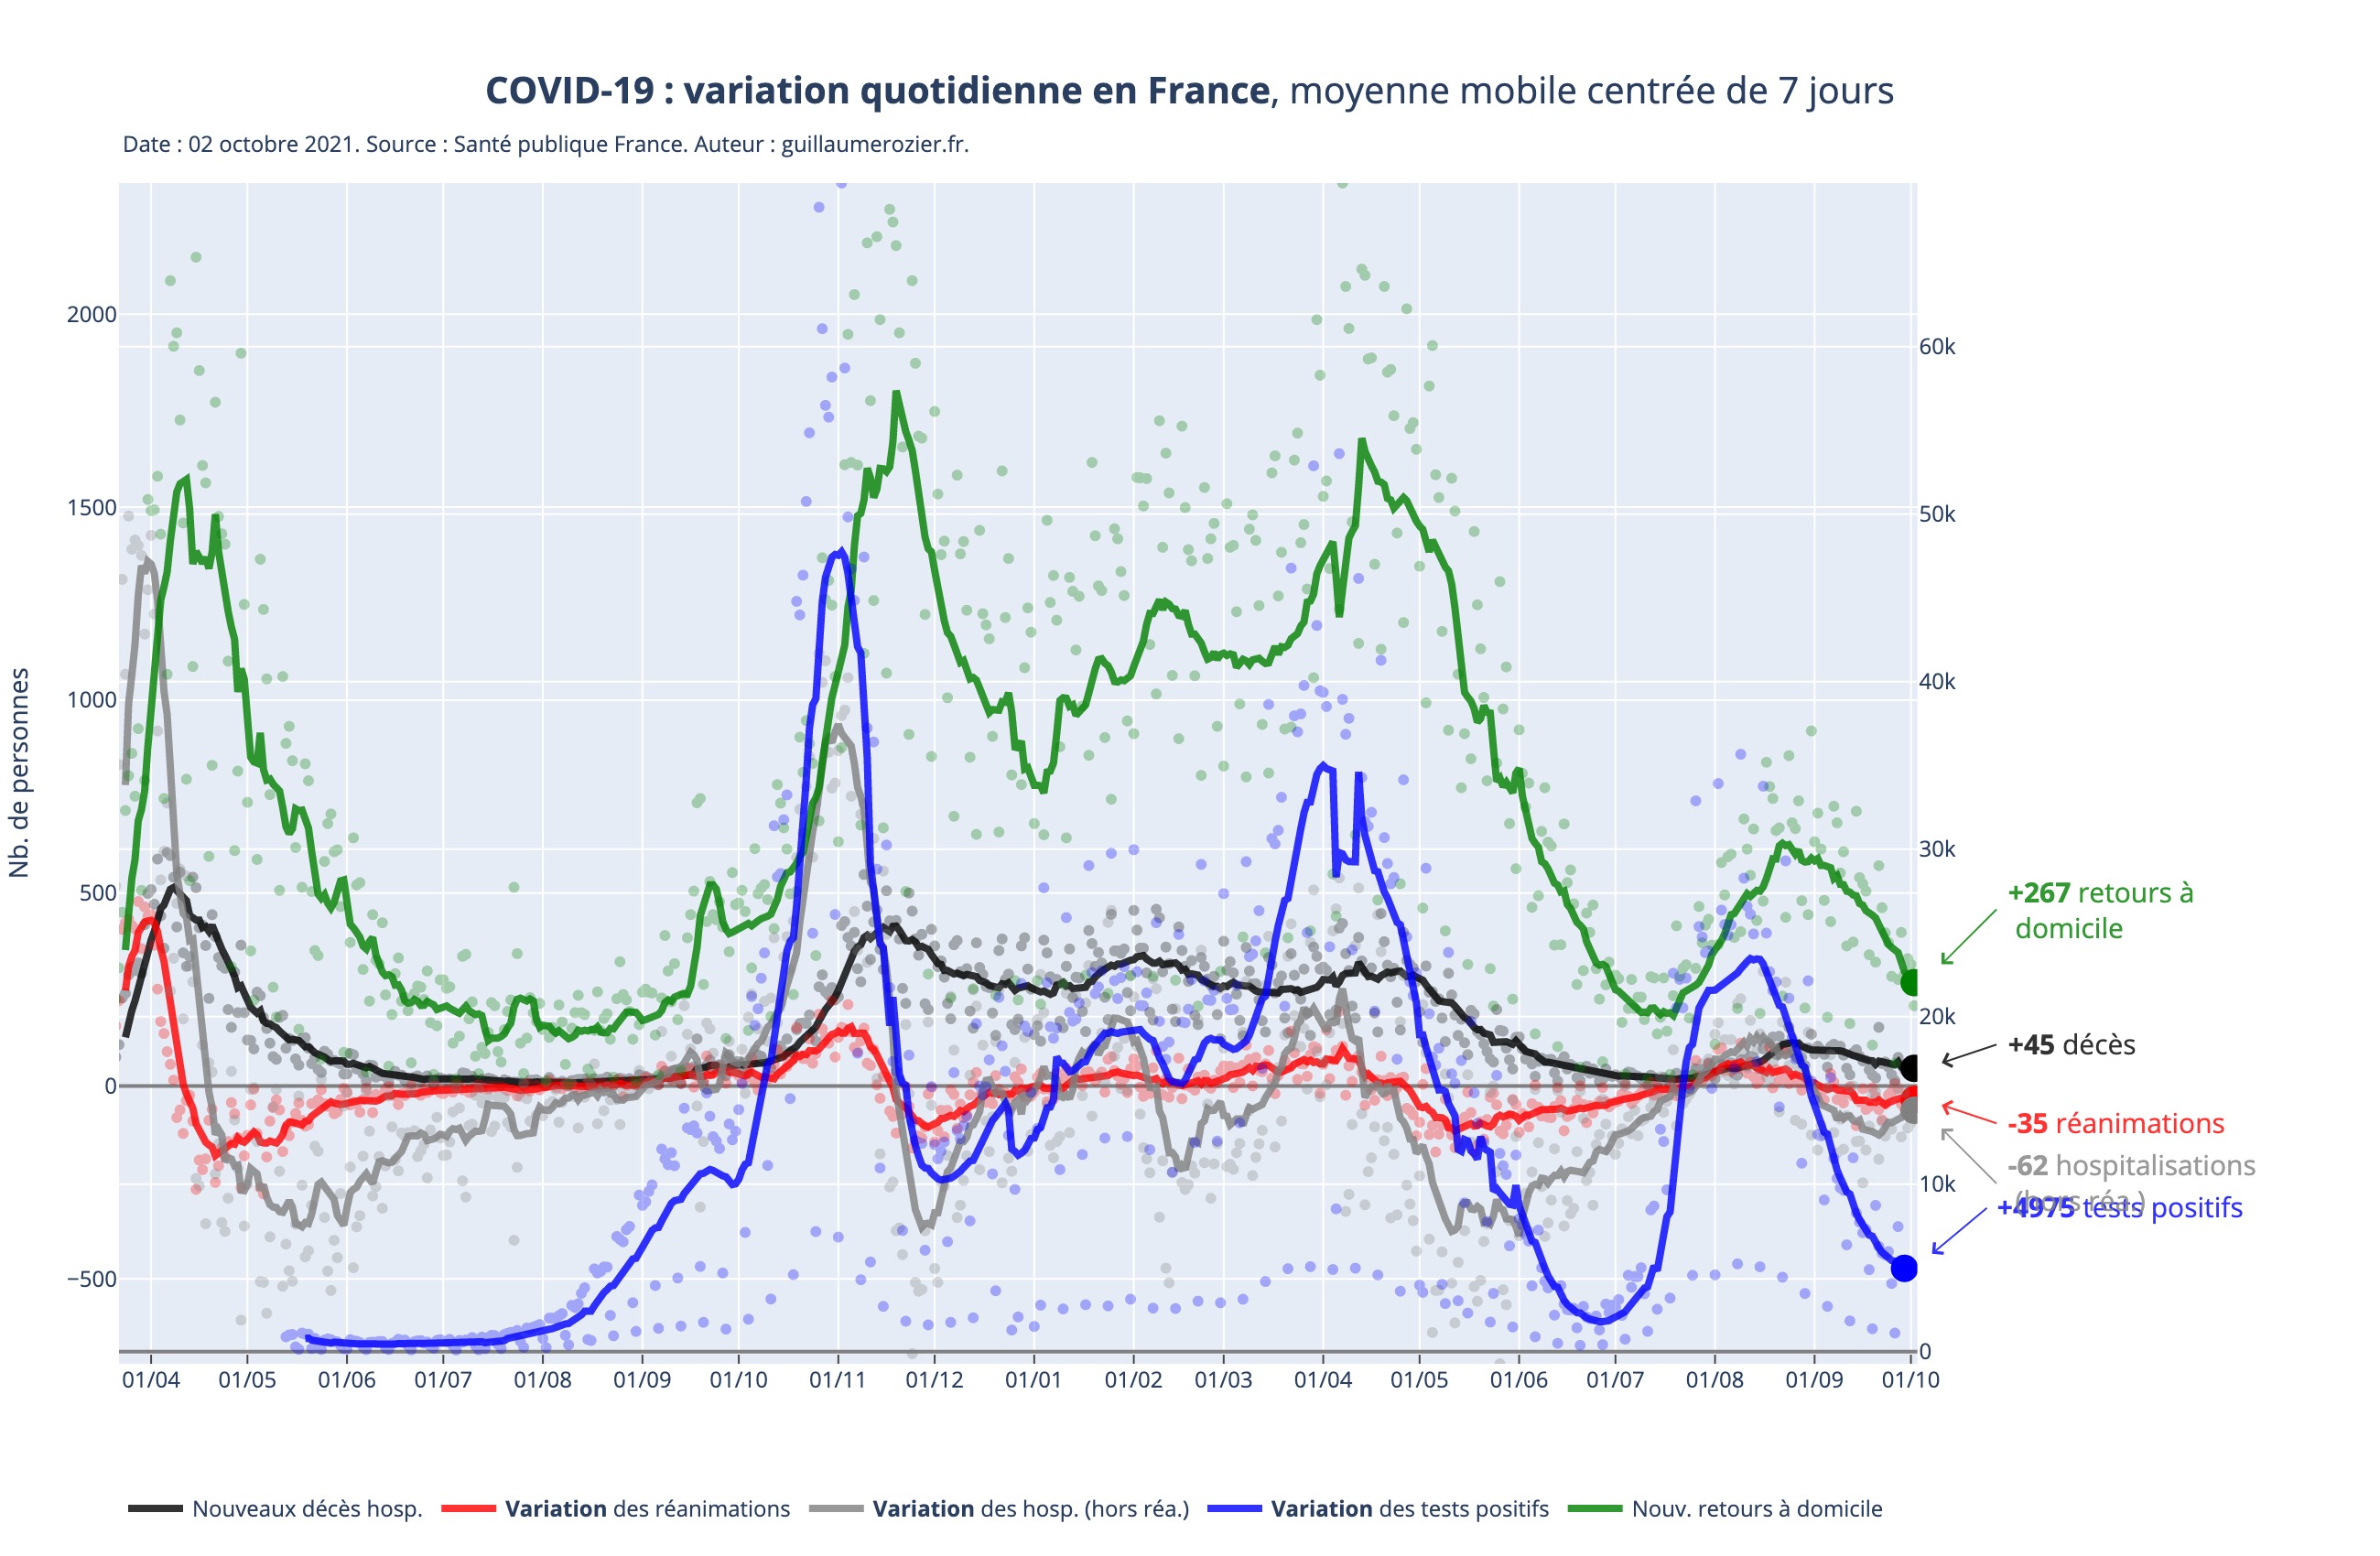 COVID-19 : variation quotidienne en France, moyenne mobile centrée de 7 jours
Date : 02 octobre 2021. Source : Santé publique France. Auteur : guillaumerozier.fr.
Nb. de personnes
2000
1500
1000
500
0
−500
60k
50k
40k
30k
20k
10k
0
+267 retours à
domicile
+45 décès
-35 réanimations
-62 hospitalisations
(hors réa.)
+4975 tests positifs
01/04 01/05 01/06 01/07 01/08 01/09 01/10 01/11 01/12 01/01 01/02 01/03 01/04 01/05 01/06 01/07 01/08 01/09 01/10
Nouveaux décès hosp. Variation des réanimations Variation des hosp. (hors réa.) Variation des tests positifs Nouv. retours à domicile